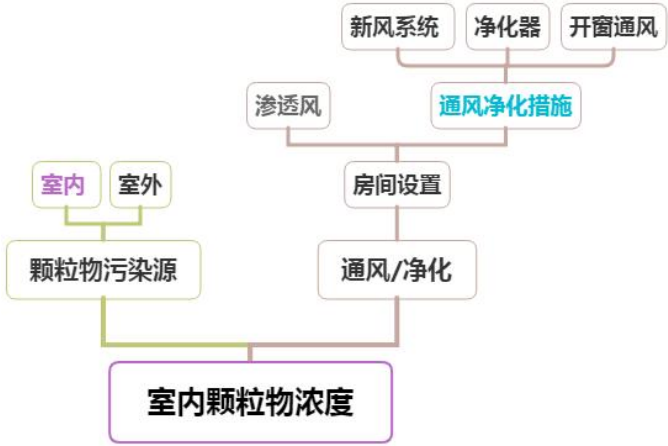 新风系统
净化器
开窗通风
渗透风
通风净化措施
室内
室外
房间设置
颗粒物污染源
通风/净化
室内颗粒物浓度